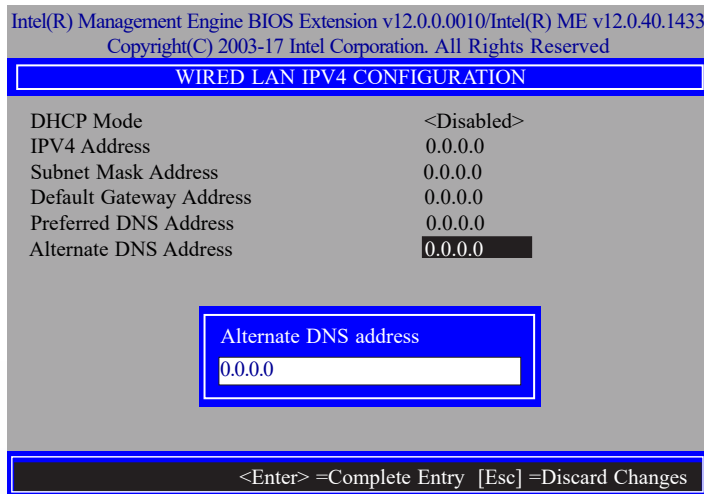 Intel(R) Management Engine BIOS Extension v12.0.0.0010/Intel(R) ME v12.0.40.1433
Copyright(C) 2003-17 Intel Corporation. All Rights Reserved
WIRED LAN IPV4 CONFIGURATION
DHCP Mode <Disabled>
IPV4 Address 0.0.0.0
Subnet Mask Address 0.0.0.0
Default Gateway Address 0.0.0.0
Preferred DNS Address 0.0.0.0
Alternate DNS Address 0.0.0.0
Alternate DNS address
0.0.0.0
<Enter> =Complete Entry [Esc] =Discard Changes